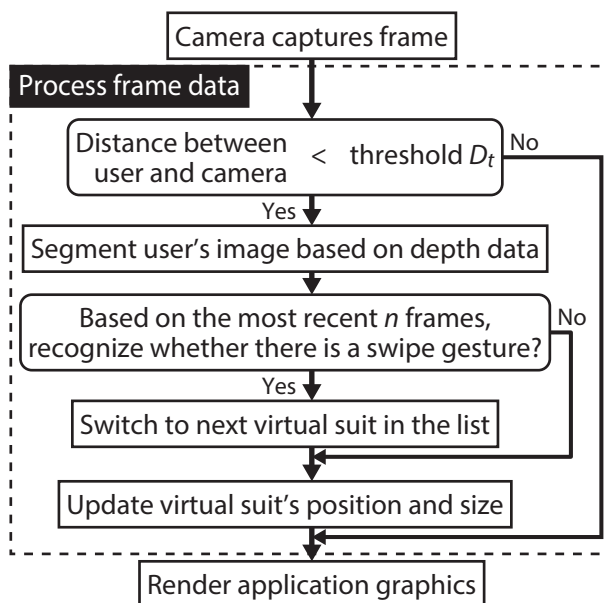 Camera captures frame
Process frame data
Distance between
user and camera < threshold Dt
No
Yes
Segment user's image based on depth data
Based on the most recent n frames,
recognize whether there is a swipe gesture?
No
Yes
Switch to next virtual suit in the list
Update virtual suit's position and size
Render application graphics